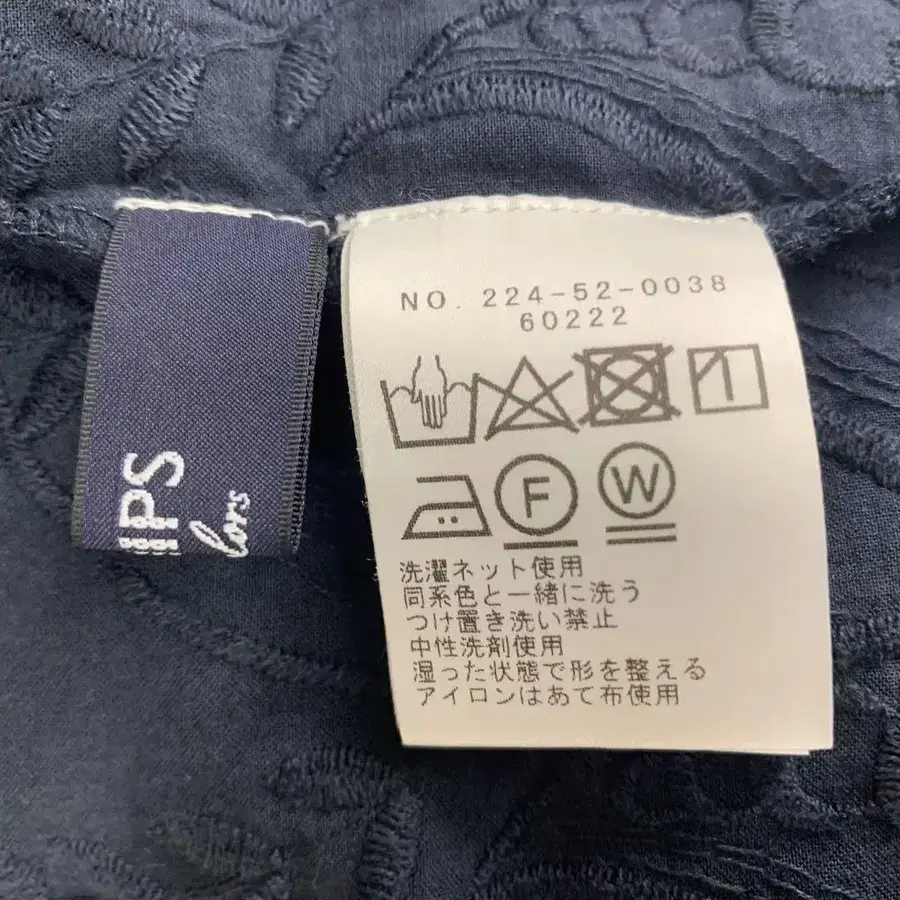 NO. 224-52-0038
60222
F
W
洗濯ネット使用
同系色と一緒に洗う
つけ置き洗い禁止
中性洗剤使用
湿った状態で形を整える
アイロンはあて布使用
IPS
lors